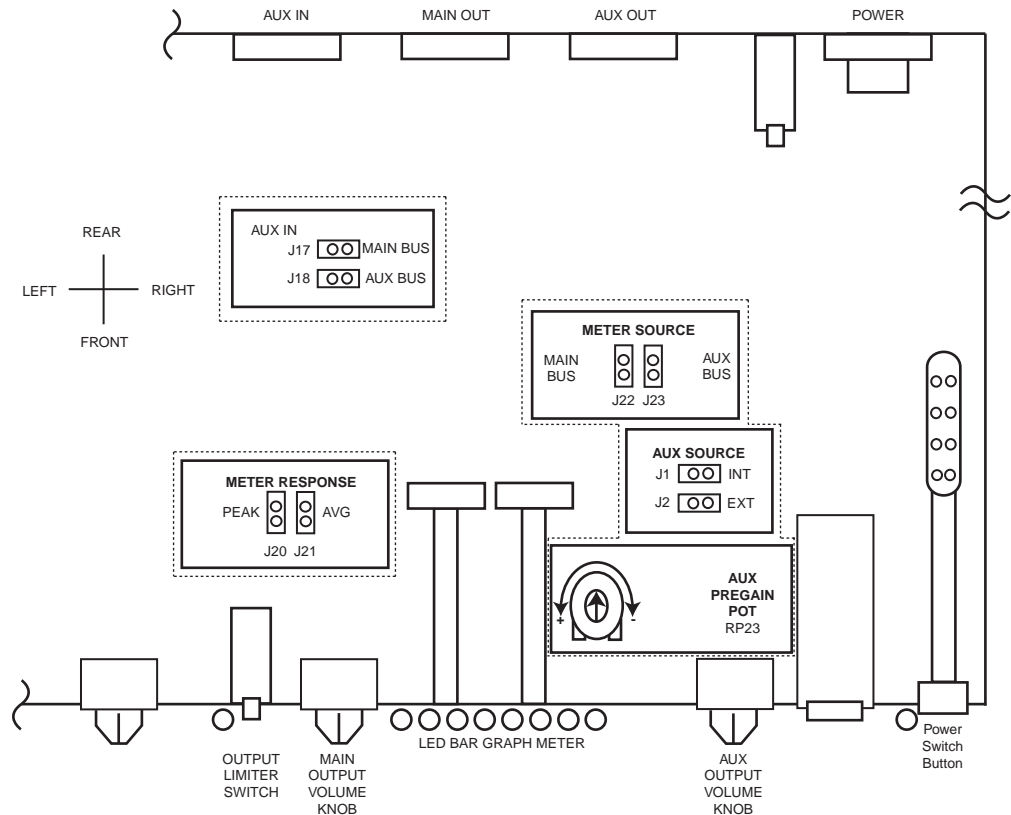 AUX IN
MAIN OUT
AUX OUT
POWER
REAR
LEFT
RIGHT
FRONT
AUX IN
J17 MAIN BUS
J18 AUX BUS
METER SOURCE
MAIN
BUS
AUX
BUS
J22 J23
AUX SOURCE
J1 INT
J2 EXT
METER RESPONSE
PEAK AVG
J20 J21
AUX
PREGAIN
POT
RP23
+ -
LED BAR GRAPH METER
OUTPUT
LIMITER
SWITCH
MAIN
OUTPUT
VOLUME
KNOB
AUX
OUTPUT
VOLUME
KNOB
Power
Switch
Button